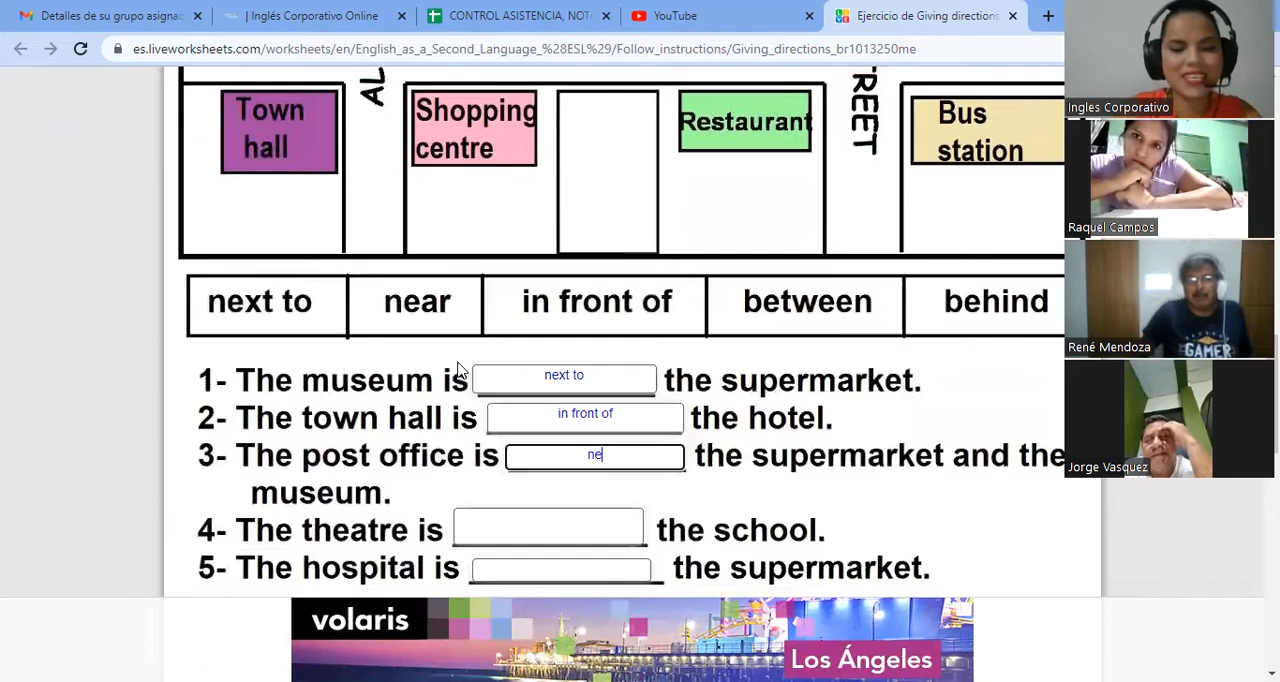 Detalles de su grupo asignac
Inglés Corporativo Online
CONTROL ASISTENCIA, NOT
YouTube
Ejercicio de Giving directions
es.liveworksheets.com/worksheets/en/English_as_a_Second_Language_%28ESL%29/Follow_instructions/Giving_directions_br1013250me
Town
hall
AL
Shopping
centre
Restaurant
REET
Bus
station
next to
near
in front of
between
behind
1- The museum is next to the supermarket.
2- The town hall is in front of the hotel.
3- The post office is ne the supermarket and the
museum.
4- The theatre is the school.
5- The hospital is the supermarket.
volaris
Los Ángeles
Ingles Corporativo
Raquel Campos
GAMER
René Mendoza
Jorge Vasquez